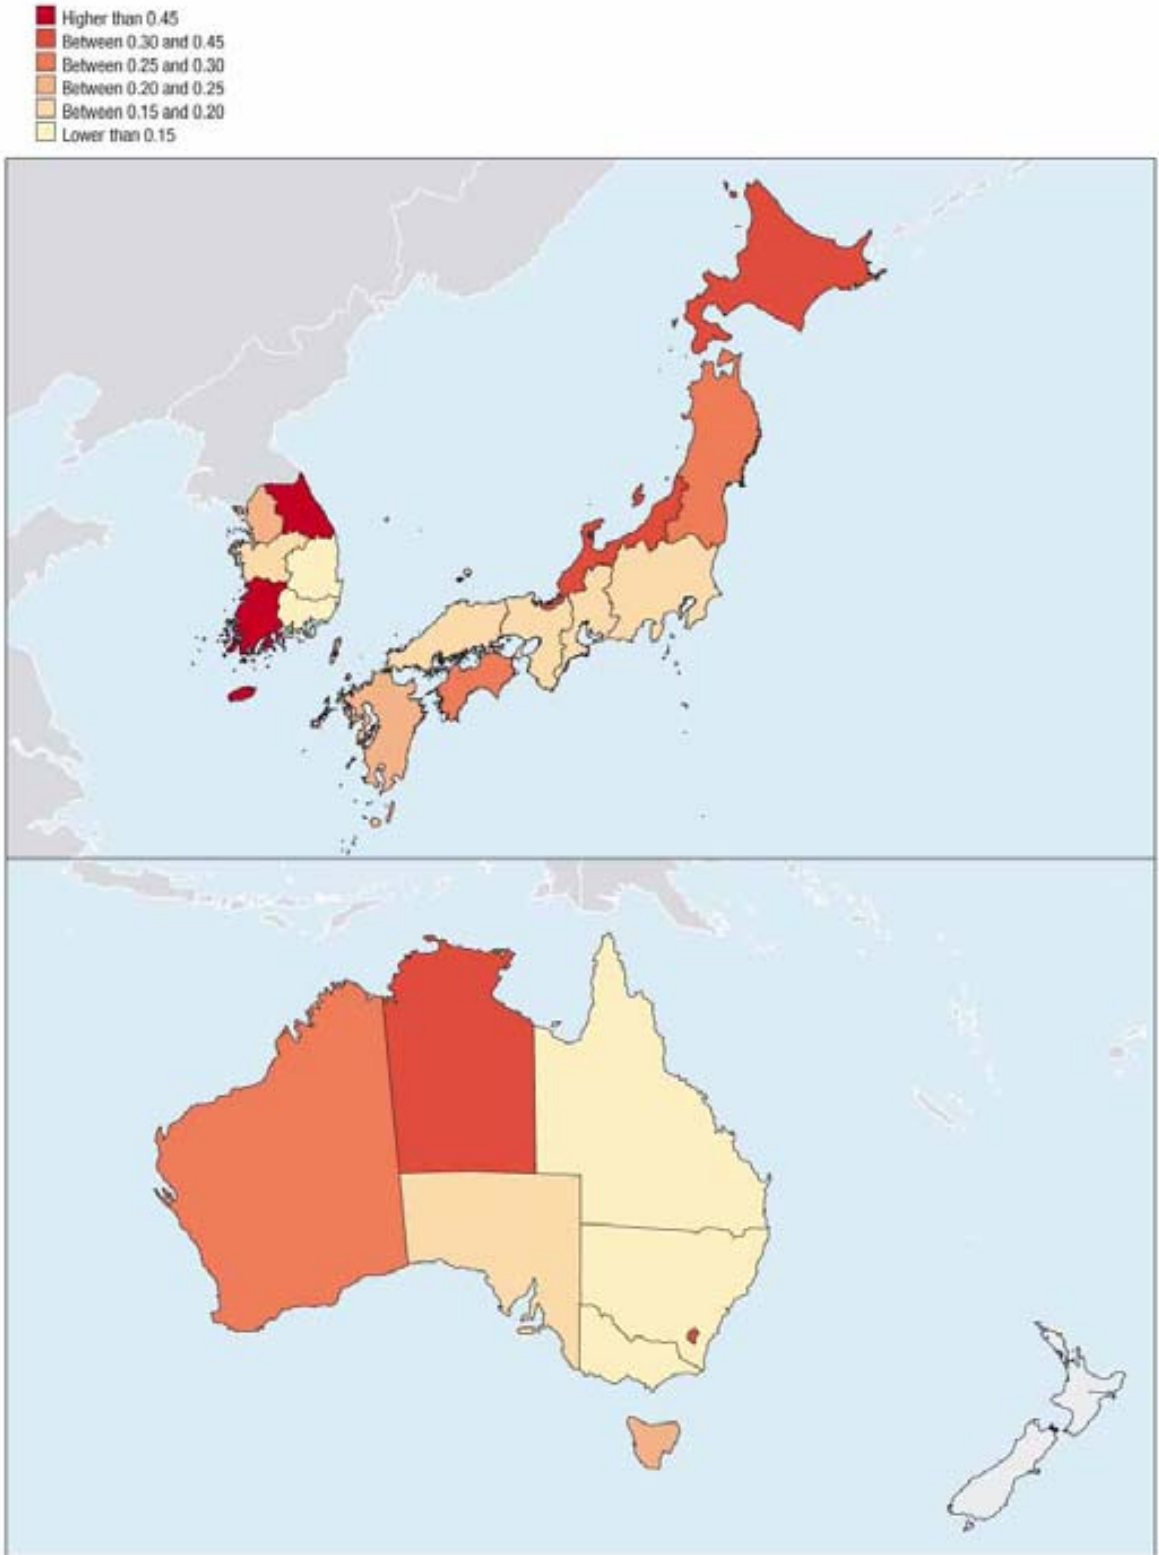 Higher than 0.45
Between 0.30 and 0.45
Between 0.25 and 0.30
Between 0.20 and 0.25
Between 0.15 and 0.20
Lower than 0.15